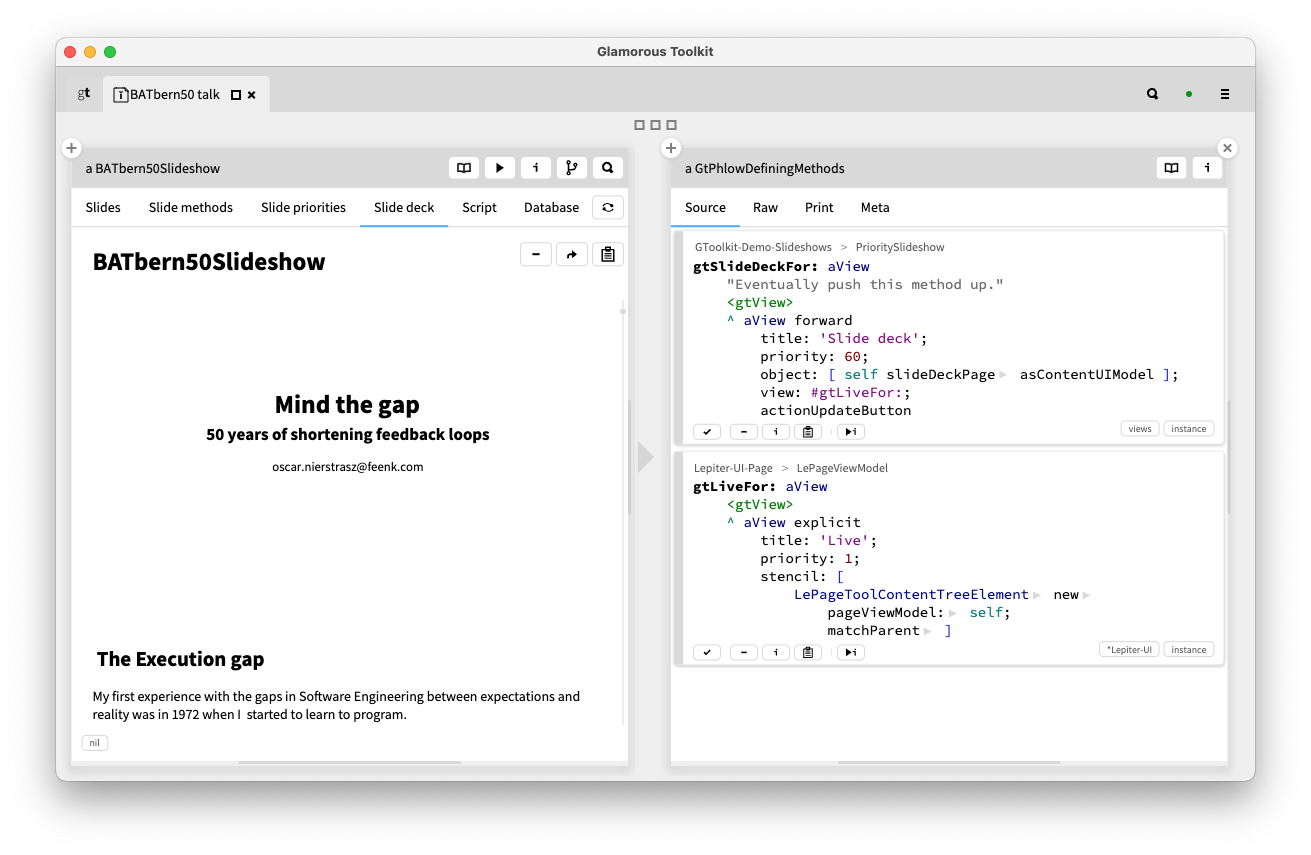 Glamorous Toolkit
gt
BATbern50 talk
a BATbern50Slideshow
Slides Slide methods Slide priorities Slide deck Script Database
BATbern50Slideshow
Mind the gap
50 years of shortening feedback loops
oscar.nierstrasz@feenk.com
The Execution gap
My first experience with the gaps in Software Engineering between expectations and
reality was in 1972 when I  started to learn to program.
nil
a GtPhlowDefiningMethods
Source Raw Print Meta
GToolkit-Demo-Slideshows > PrioritySlideshow
gtSlideDeckFor: aView
"Eventually push this method up."
<gtView>
^ aView forward
title: 'Slide deck';
priority: 60;
object: [ self slideDeckPage asContentUIModel ];
view: #gtLiveFor:;
actionUpdateButton
views instance
Lepiter-UI-Page > LePageViewModel
gtLiveFor: aView
<gtView>
^ aView explicit
title: 'Live';
priority: 1;
stencil: [
LePageToolContentTreeElement new
pageViewModel: self;
matchParent ]
*Lepiter-UI instance